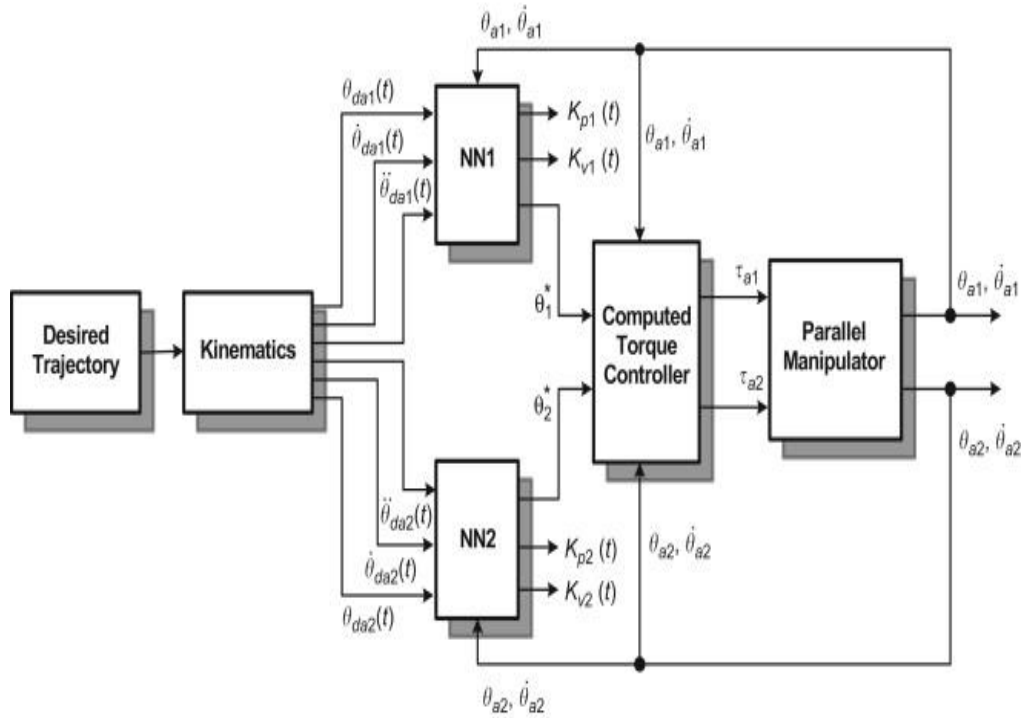 θa1, θ̇a1
θda1(t)
θ̇da1(t)
θ̈da1(t)
NN1
Kp1 (t)
Kv1 (t)
θa1, θ̇a1
θ1*
Desired
Trajectory
Kinematics
Computed
Torque
Controller
τa1
τa2
Parallel
Manipulator
θa1, θ̇a1
θa2, θ̇a2
θ2*
θ̈da2(t)
θ̇da2(t)
θda2(t)
NN2
Kp2 (t)
Kv2 (t)
θa2, θ̇a2
θa2, θ̇a2